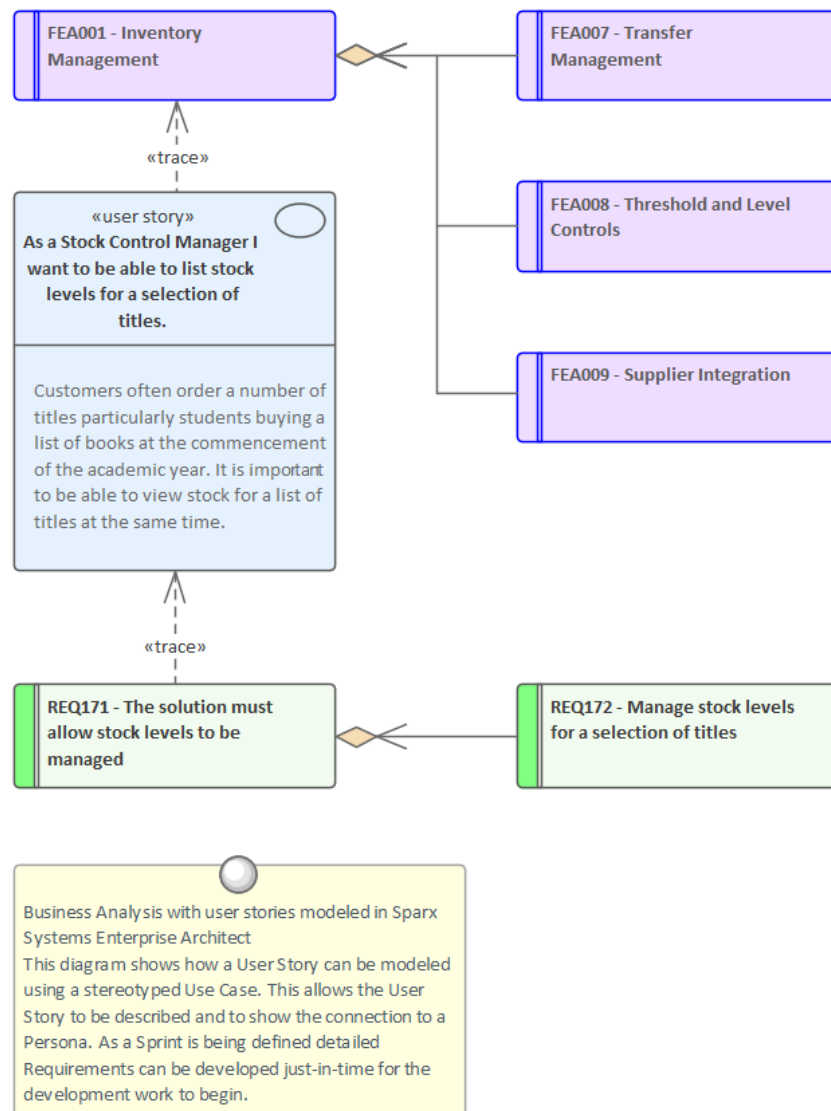 FEA001 - Inventory
Management
FEA007 - Transfer
Management
«trace»
FEA008 - Threshold and Level
Controls
«user story»
As a Stock Control Manager I
want to be able to list stock
levels for a selection of
titles.
FEA009 - Supplier Integration
Customers often order a number of
titles particularly students buying a
list of books at the commencement
of the academic year. It is important
to be able to view stock for a list of
titles at the same time.
«trace»
REQ171 - The solution must
allow stock levels to be
managed
REQ172 - Manage stock levels
for a selection of titles
Business Analysis with user stories modeled in Sparx
Systems Enterprise Architect
This diagram shows how a User Story can be modeled
using a stereotyped Use Case. This allows the User
Story to be described and to show the connection to a
Persona. As a Sprint is being defined detailed
Requirements can be developed just-in-time for the
development work to begin.